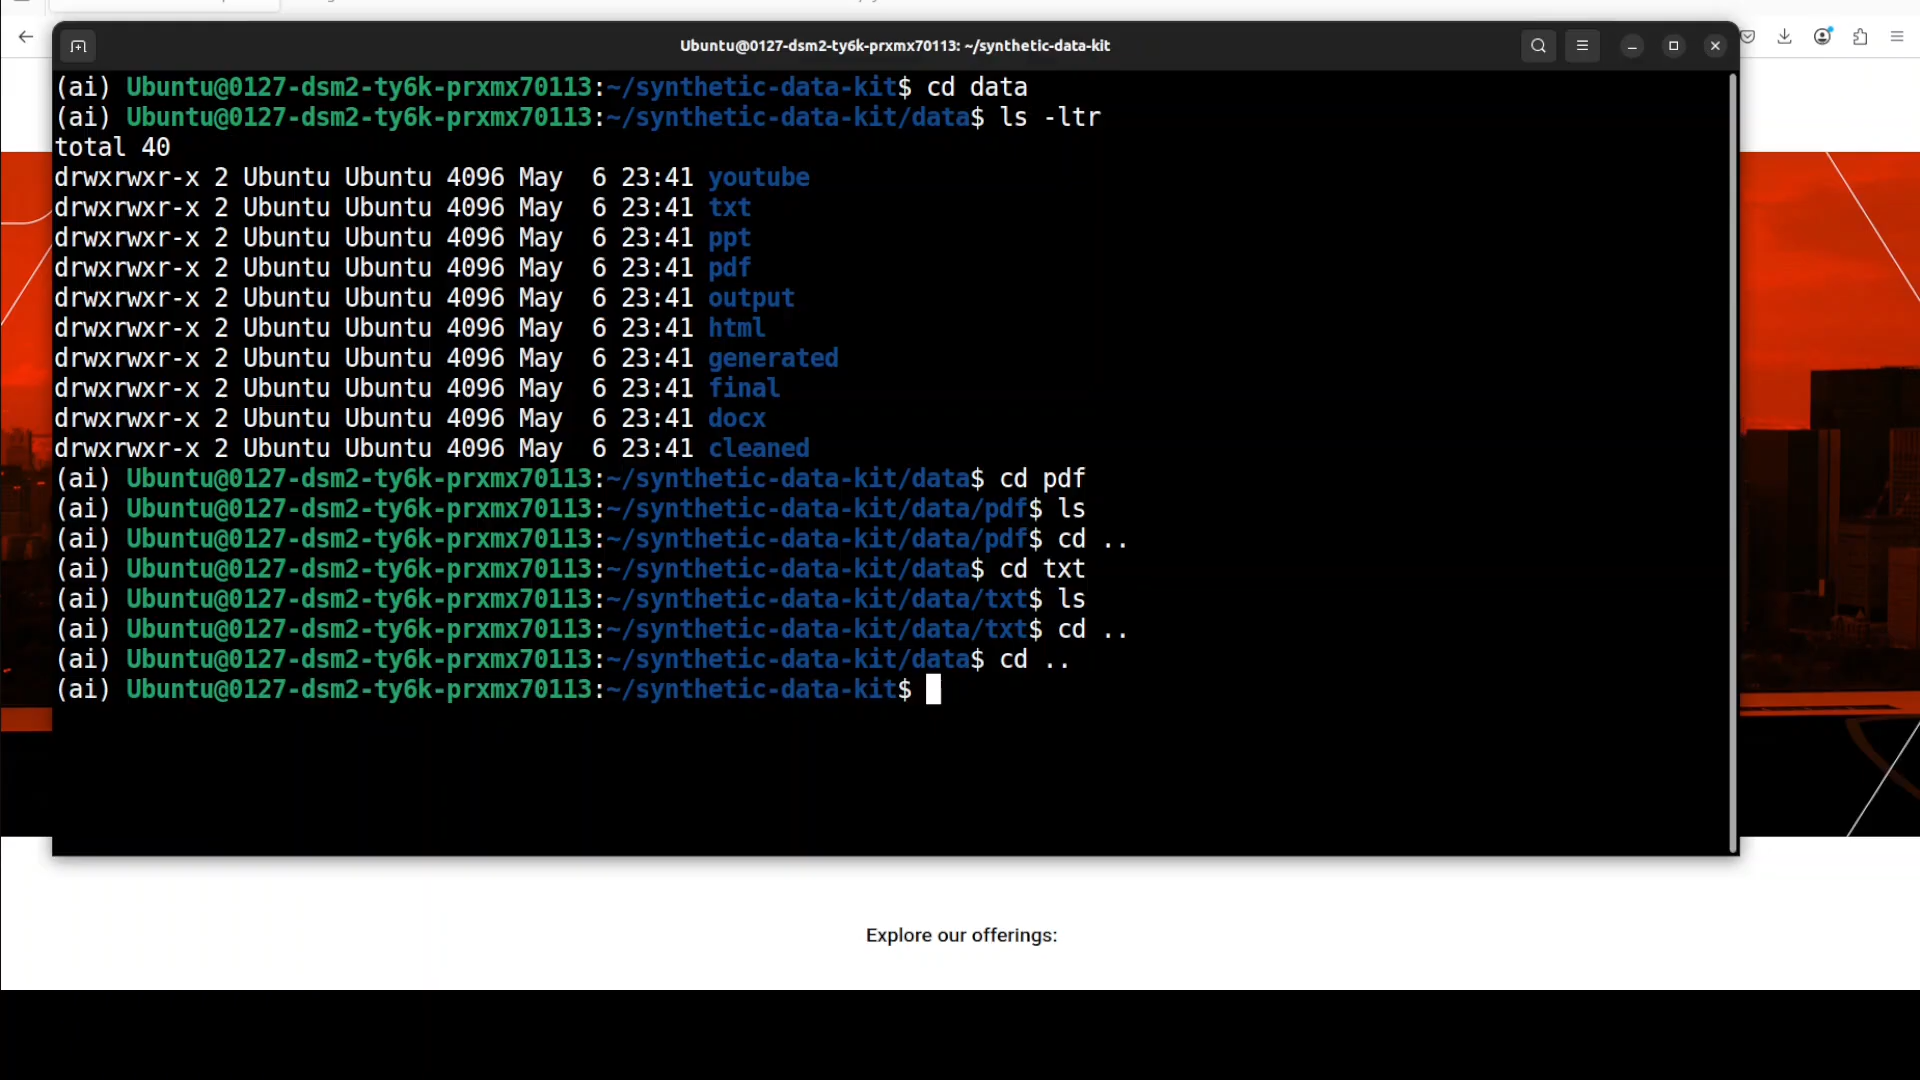 Ubuntu@0127-dsm2-ty6k-prxmx70113: ~/synthetic-data-kit
(ai) Ubuntu@0127-dsm2-ty6k-prxmx70113:~/synthetic-data-kit$ cd data
(ai) Ubuntu@0127-dsm2-ty6k-prxmx70113:~/synthetic-data-kit/data$ ls -ltr
total 40
drwxrwxr-x 2 Ubuntu Ubuntu 4096 May  6 23:41 youtube
drwxrwxr-x 2 Ubuntu Ubuntu 4096 May  6 23:41 txt
drwxrwxr-x 2 Ubuntu Ubuntu 4096 May  6 23:41 ppt
drwxrwxr-x 2 Ubuntu Ubuntu 4096 May  6 23:41 pdf
drwxrwxr-x 2 Ubuntu Ubuntu 4096 May  6 23:41 output
drwxrwxr-x 2 Ubuntu Ubuntu 4096 May  6 23:41 html
drwxrwxr-x 2 Ubuntu Ubuntu 4096 May  6 23:41 generated
drwxrwxr-x 2 Ubuntu Ubuntu 4096 May  6 23:41 final
drwxrwxr-x 2 Ubuntu Ubuntu 4096 May  6 23:41 docx
drwxrwxr-x 2 Ubuntu Ubuntu 4096 May  6 23:41 cleaned
(ai) Ubuntu@0127-dsm2-ty6k-prxmx70113:~/synthetic-data-kit/data$ cd pdf
(ai) Ubuntu@0127-dsm2-ty6k-prxmx70113:~/synthetic-data-kit/data/pdf$ ls
(ai) Ubuntu@0127-dsm2-ty6k-prxmx70113:~/synthetic-data-kit/data/pdf$ cd ..
(ai) Ubuntu@0127-dsm2-ty6k-prxmx70113:~/synthetic-data-kit/data$ cd txt
(ai) Ubuntu@0127-dsm2-ty6k-prxmx70113:~/synthetic-data-kit/data/txt$ ls
(ai) Ubuntu@0127-dsm2-ty6k-prxmx70113:~/synthetic-data-kit/data/txt$ cd ..
(ai) Ubuntu@0127-dsm2-ty6k-prxmx70113:~/synthetic-data-kit/data$ cd ..
(ai) Ubuntu@0127-dsm2-ty6k-prxmx70113:~/synthetic-data-kit$
Explore our offerings: